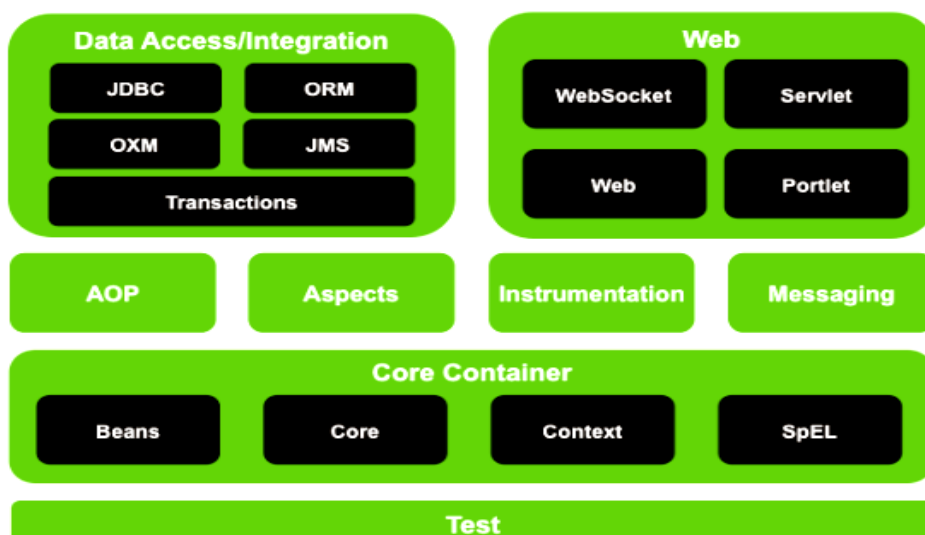 Data Access/Integration
JDBC
ORM
OXM
JMS
Transactions
Web
WebSocket
Servlet
Web
Portlet
AOP
Aspects
Instrumentation
Messaging
Core Container
Beans
Core
Context
SpEL
Test